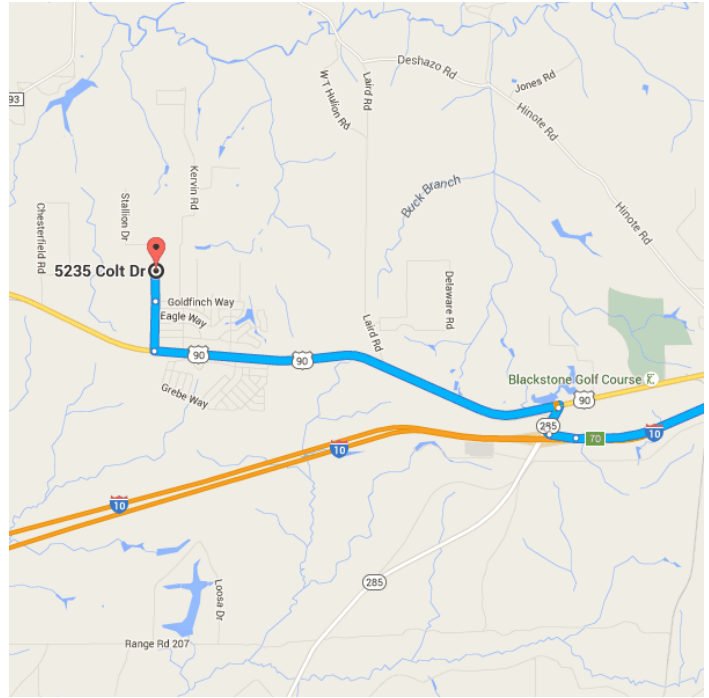 Deshazo Rd
Jones Rd
W T Hulion Rd
Laird Rd
93
Hinote Rd
Kervin Rd
Buck Branch
Stallion Dr
Chesterfield Rd
Hinote Rd
5235 Colt Dr
Delaware Rd
Goldfinch Way
Eagle Way
Laird Rd
90
90
Blackstone Golf Course
Grebe Way
90
285
70
10
10
10
285
Loosa Dr
Range Rd 207